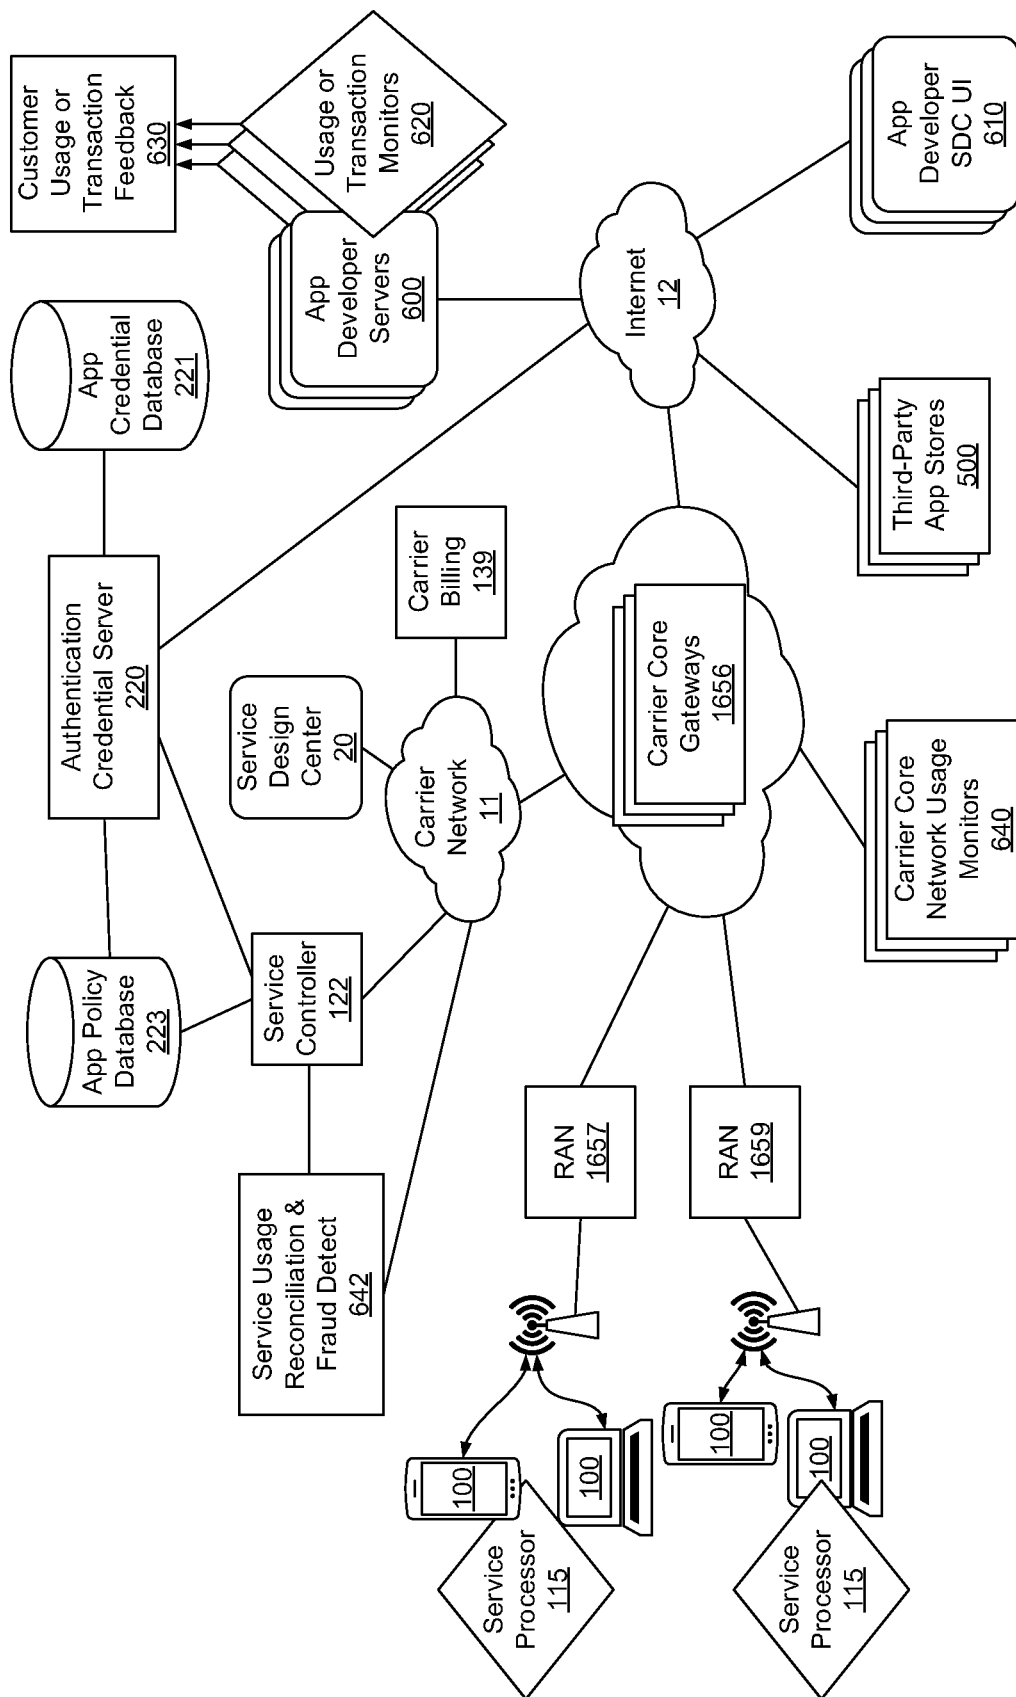 Customer
Usage or
Transaction
Feedback
630
Usage or
Transaction
Monitors
620
App
Developer
Servers
600
App
Developer
SDC UI
610
App
Credential
Database
221
Internet
12
Authentication
Credential Server
220
Carrier
Billing
139
Third-Party
App Stores
500
Service
Design
Center
20
Carrier
Network
11
Carrier Core
Gateways
1656
Carrier Core
Network Usage
Monitors
640
App Policy
Database
223
Service
Controller
122
RAN
1657
RAN
1659
Service Usage
Reconciliation &
Fraud Detect
642
100
100
100
100
Service
Processor
115
Service
Processor
115